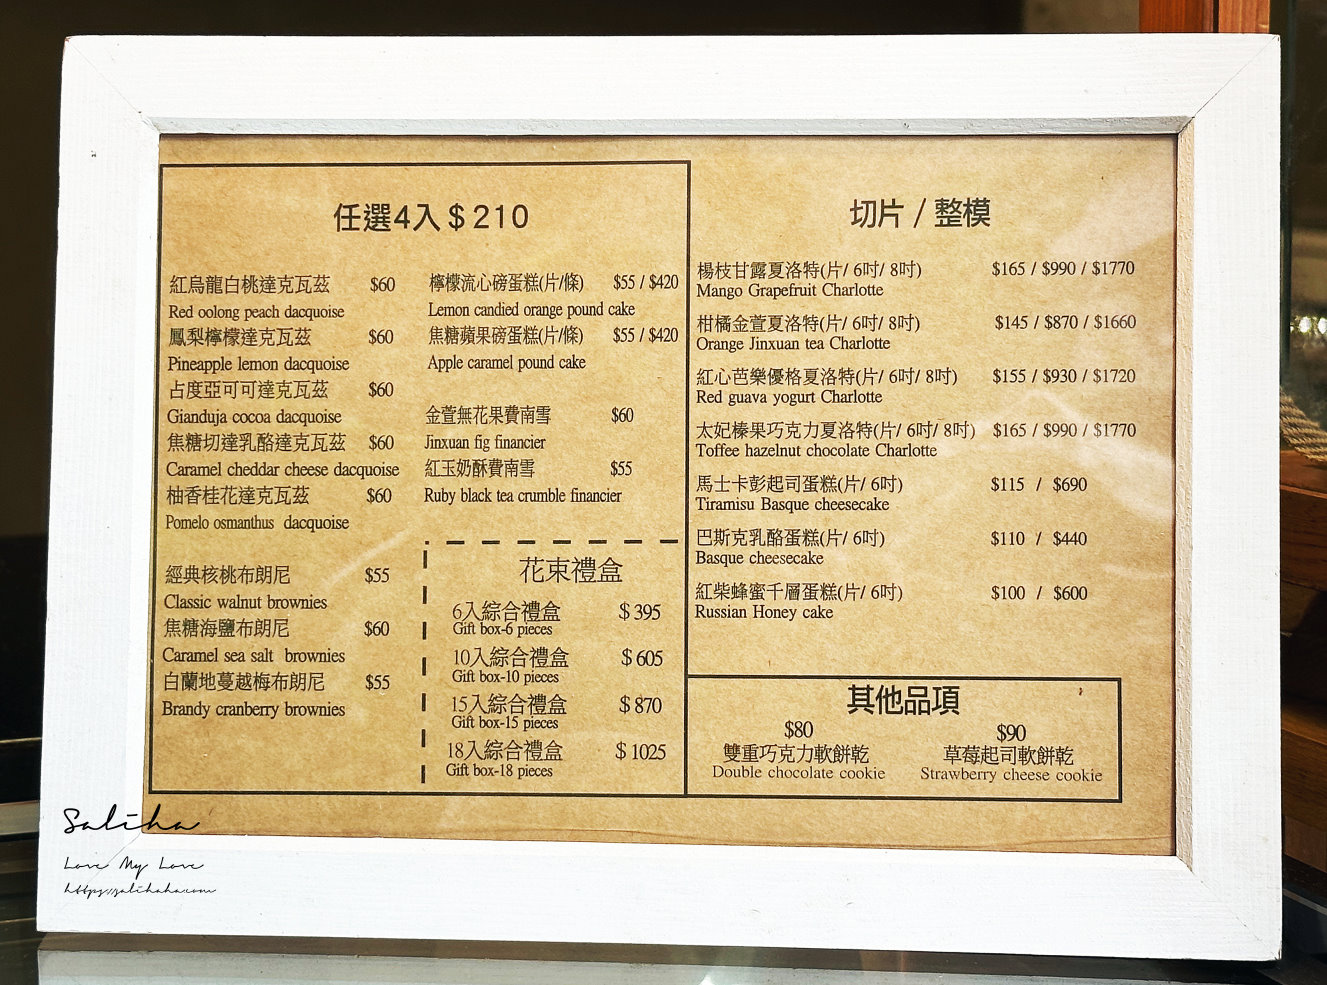 任選4入 $ 210
紅烏龍白桃達克瓦茲 $60
Red oolong peach dacquoise
鳳梨檸檬達克瓦茲 $60
Pineapple lemon dacquoise
占度亞可可達克瓦茲 $60
Gianduja cocoa dacquoise
焦糖切達乳酪達克瓦茲 $60
Caramel cheddar cheese dacquoise
柚香桂花達克瓦茲 $60
Pomelo osmanthus dacquoise
經典核桃布朗尼 $55
Classic walnut brownies
焦糖海鹽布朗尼 $60
Caramel sea salt brownies
白蘭地蔓越梅布朗尼 $55
Brandy cranberry brownies
檸檬流心磅蛋糕(片/條) $55 / $420
Lemon candied orange pound cake
焦糖蘋果磅蛋糕(片/條) $55 / $420
Apple caramel pound cake
金萱無花果費南雪 $60
Jinxuan fig financier
紅玉奶酥費南雪 $55
Ruby black tea crumble financier
花束禮盒
6入綜合禮盒 $ 395
Gift box-6 pieces
10入綜合禮盒 $ 605
Gift box-10 pieces
15入綜合禮盒 $ 870
Gift box-15 pieces
18入綜合禮盒 $ 1025
Gift box-18 pieces
切片 / 整模
楊枝甘露夏洛特(片/ 6吋/ 8吋) $165 / $990 / $1770
Mango Grapefruit Charlotte
柑橘金萱夏洛特(片/ 6吋/ 8吋) $145 / $870 / $1660
Orange Jinxuan tea Charlotte
紅心芭樂優格夏洛特(片/ 6吋/ 8吋) $155 / $930 / $1720
Red guava yogurt Charlotte
太妃榛果巧克力夏洛特(片/ 6吋/ 8吋) $165 / $990 / $1770
Toffee hazelnut chocolate Charlotte
馬士卡彭起司蛋糕(片/ 6吋) $115 / $690
Tiramisu Basque cheesecake
巴斯克乳酪蛋糕(片/ 6吋) $110 / $440
Basque cheesecake
紅柴蜂蜜千層蛋糕(片/ 6吋) $100 / $600
Russian Honey cake
其他品項
$80
雙重巧克力軟餅乾
Double chocolate cookie
$90
草莓起司軟餅乾
Strawberry cheese cookie
Saliha
Love My Love
https://salihaha.com